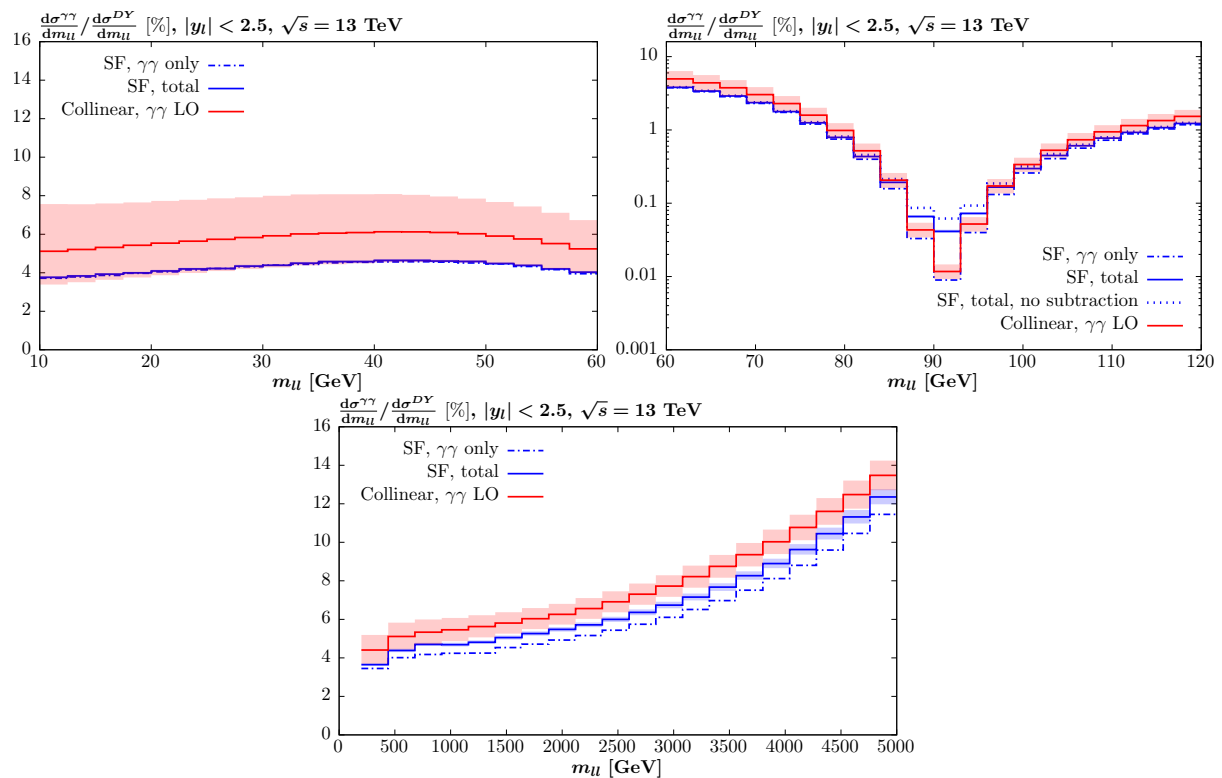 dσ^γγ/dm_ll / dσ^DY/dm_ll [%], |y_l| < 2.5, √s = 13 TeV
16
14
12
10
8
6
4
2
0
SF, γγ only
SF, total
Collinear, γγ LO
10 20 30 40 50 60
m_ll [GeV]
dσ^γγ/dm_ll / dσ^DY/dm_ll [%], |y_l| < 2.5, √s = 13 TeV
10
1
0.1
0.01
0.001
SF, γγ only
SF, total
SF, total, no subtraction
Collinear, γγ LO
60 70 80 90 100 110 120
m_ll [GeV]
dσ^γγ/dm_ll / dσ^DY/dm_ll [%], |y_l| < 2.5, √s = 13 TeV
16
14
12
10
8
6
4
2
0
SF, γγ only
SF, total
Collinear, γγ LO
0 500 1000 1500 2000 2500 3000 3500 4000 4500 5000
m_ll [GeV]